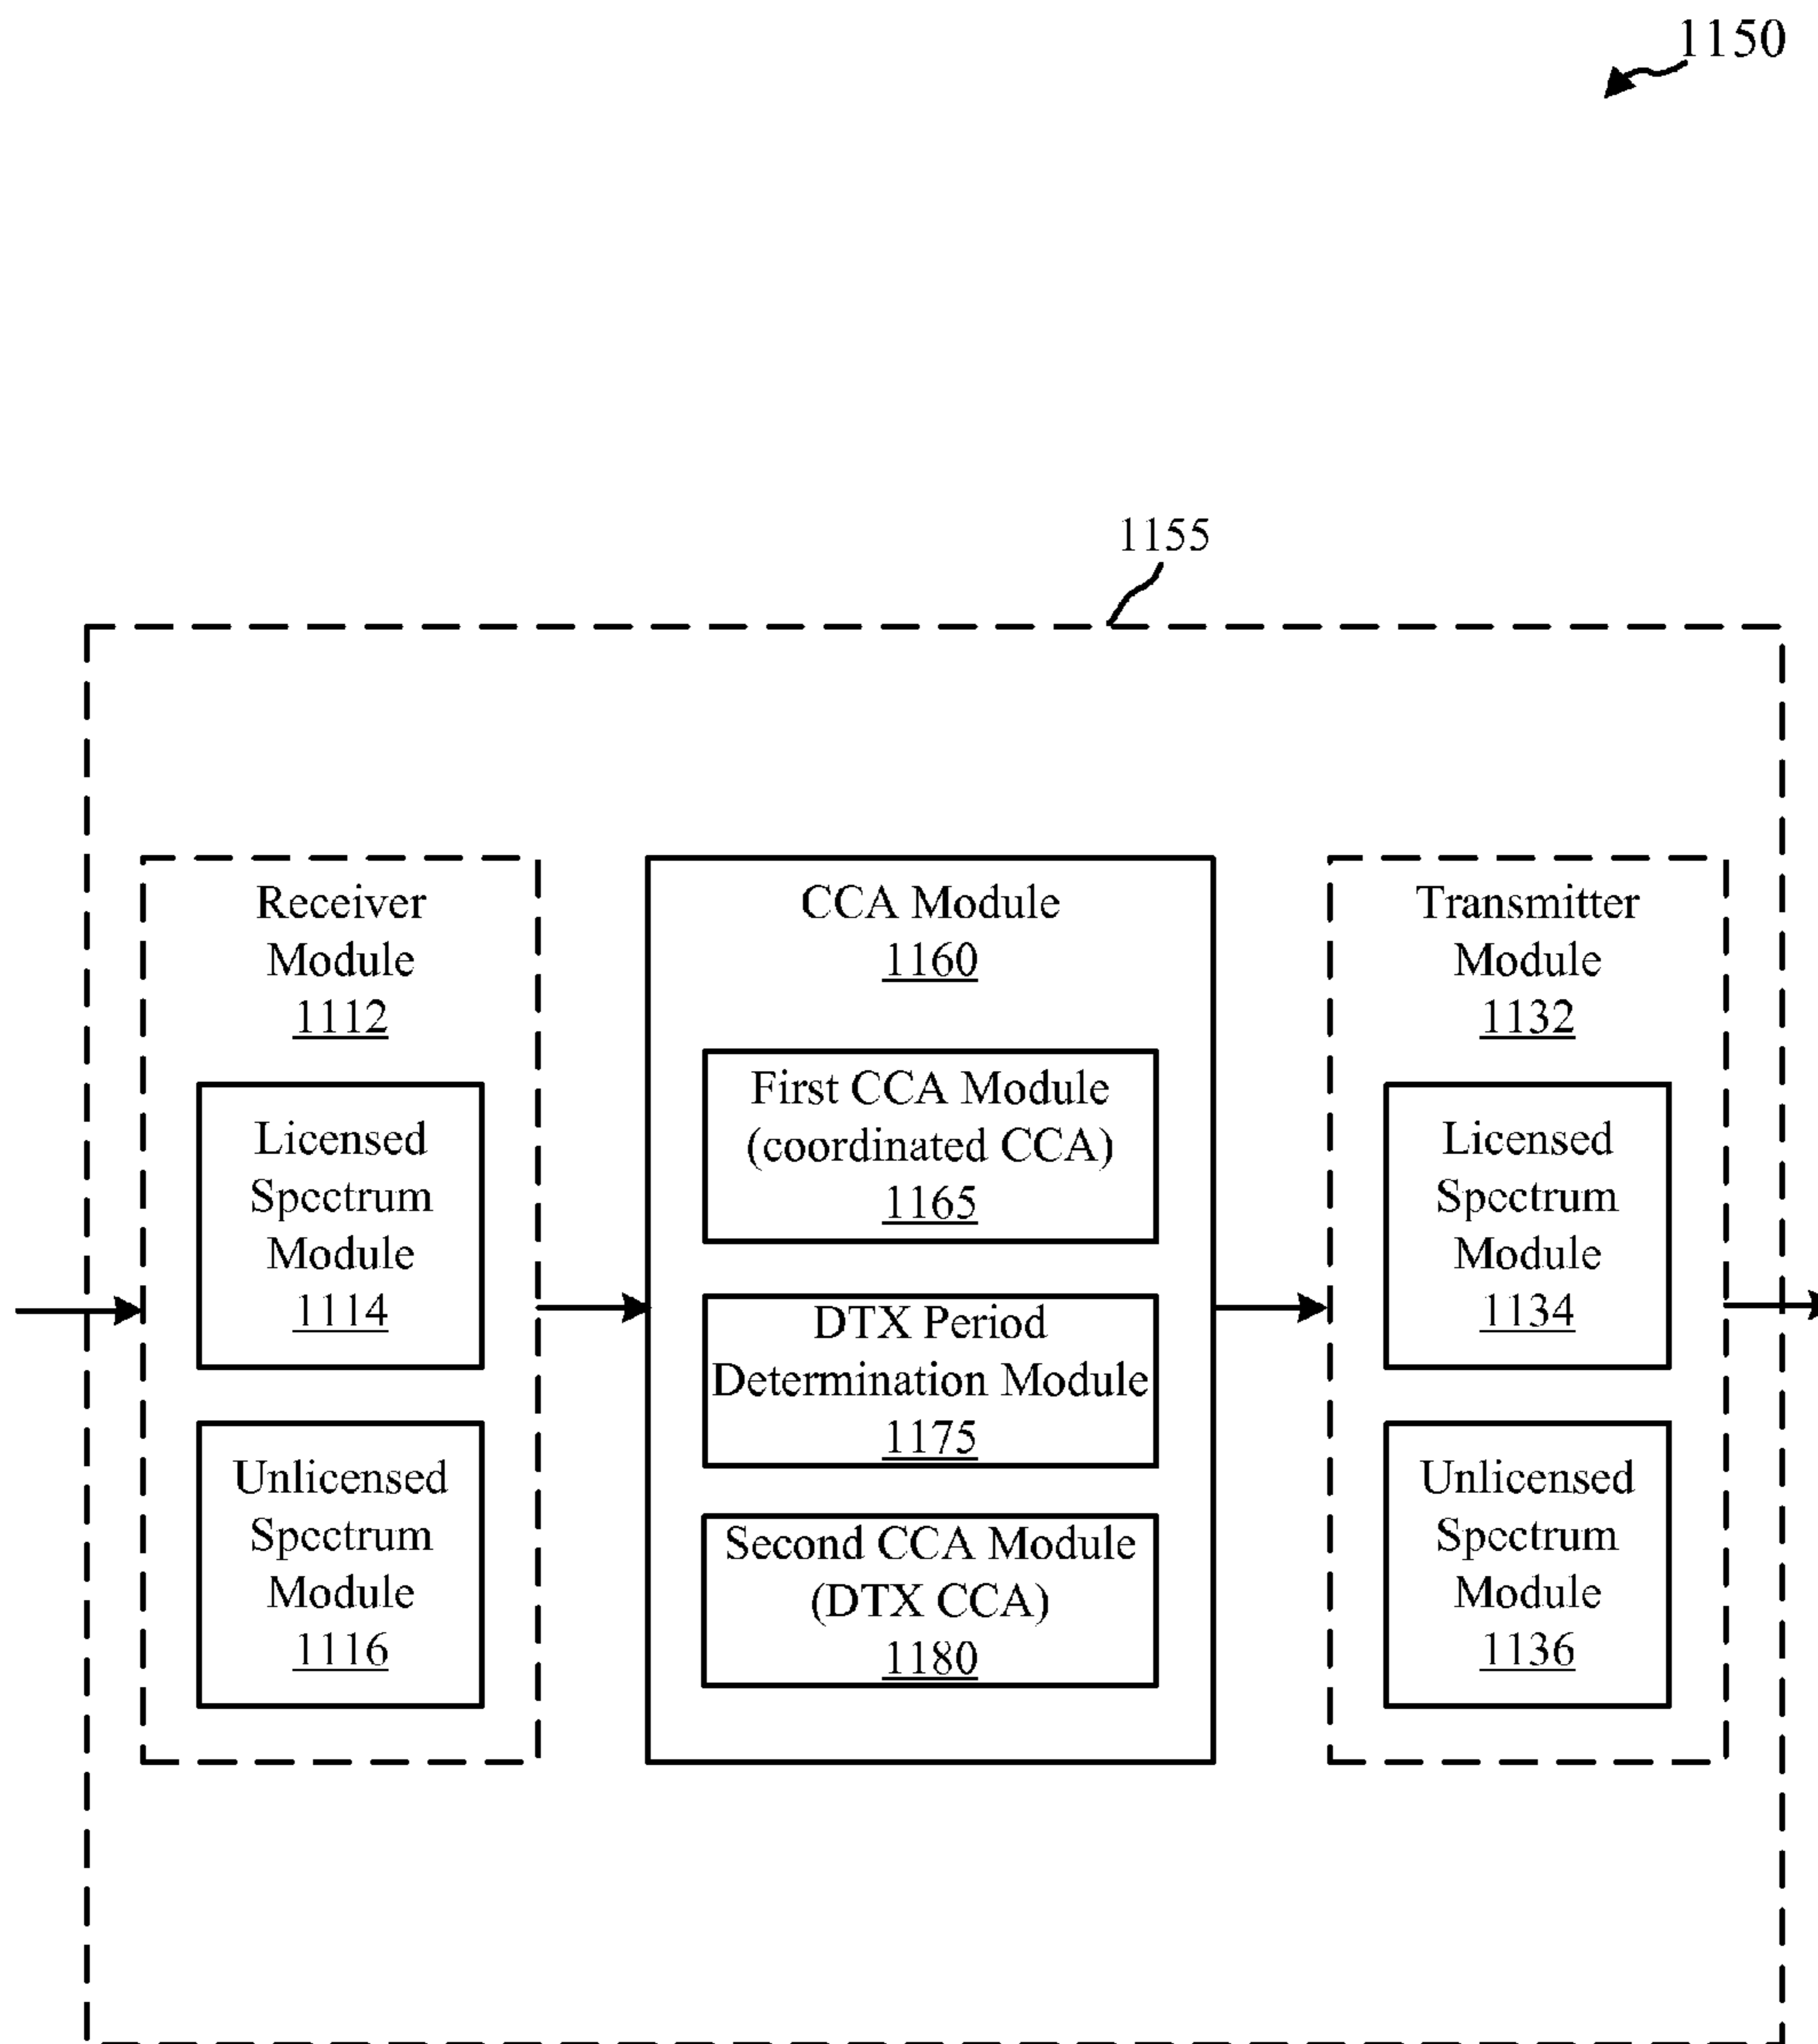 1150
1155
Receiver
Module
1112
Licensed
Spectrum
Module
1114
Unlicensed
Spectrum
Module
1116
CCA Module
1160
First CCA Module
(coordinated CCA)
1165
DTX Period
Determination Module
1175
Second CCA Module
(DTX CCA)
1180
Transmitter
Module
1132
Licensed
Spectrum
Module
1134
Unlicensed
Spectrum
Module
1136